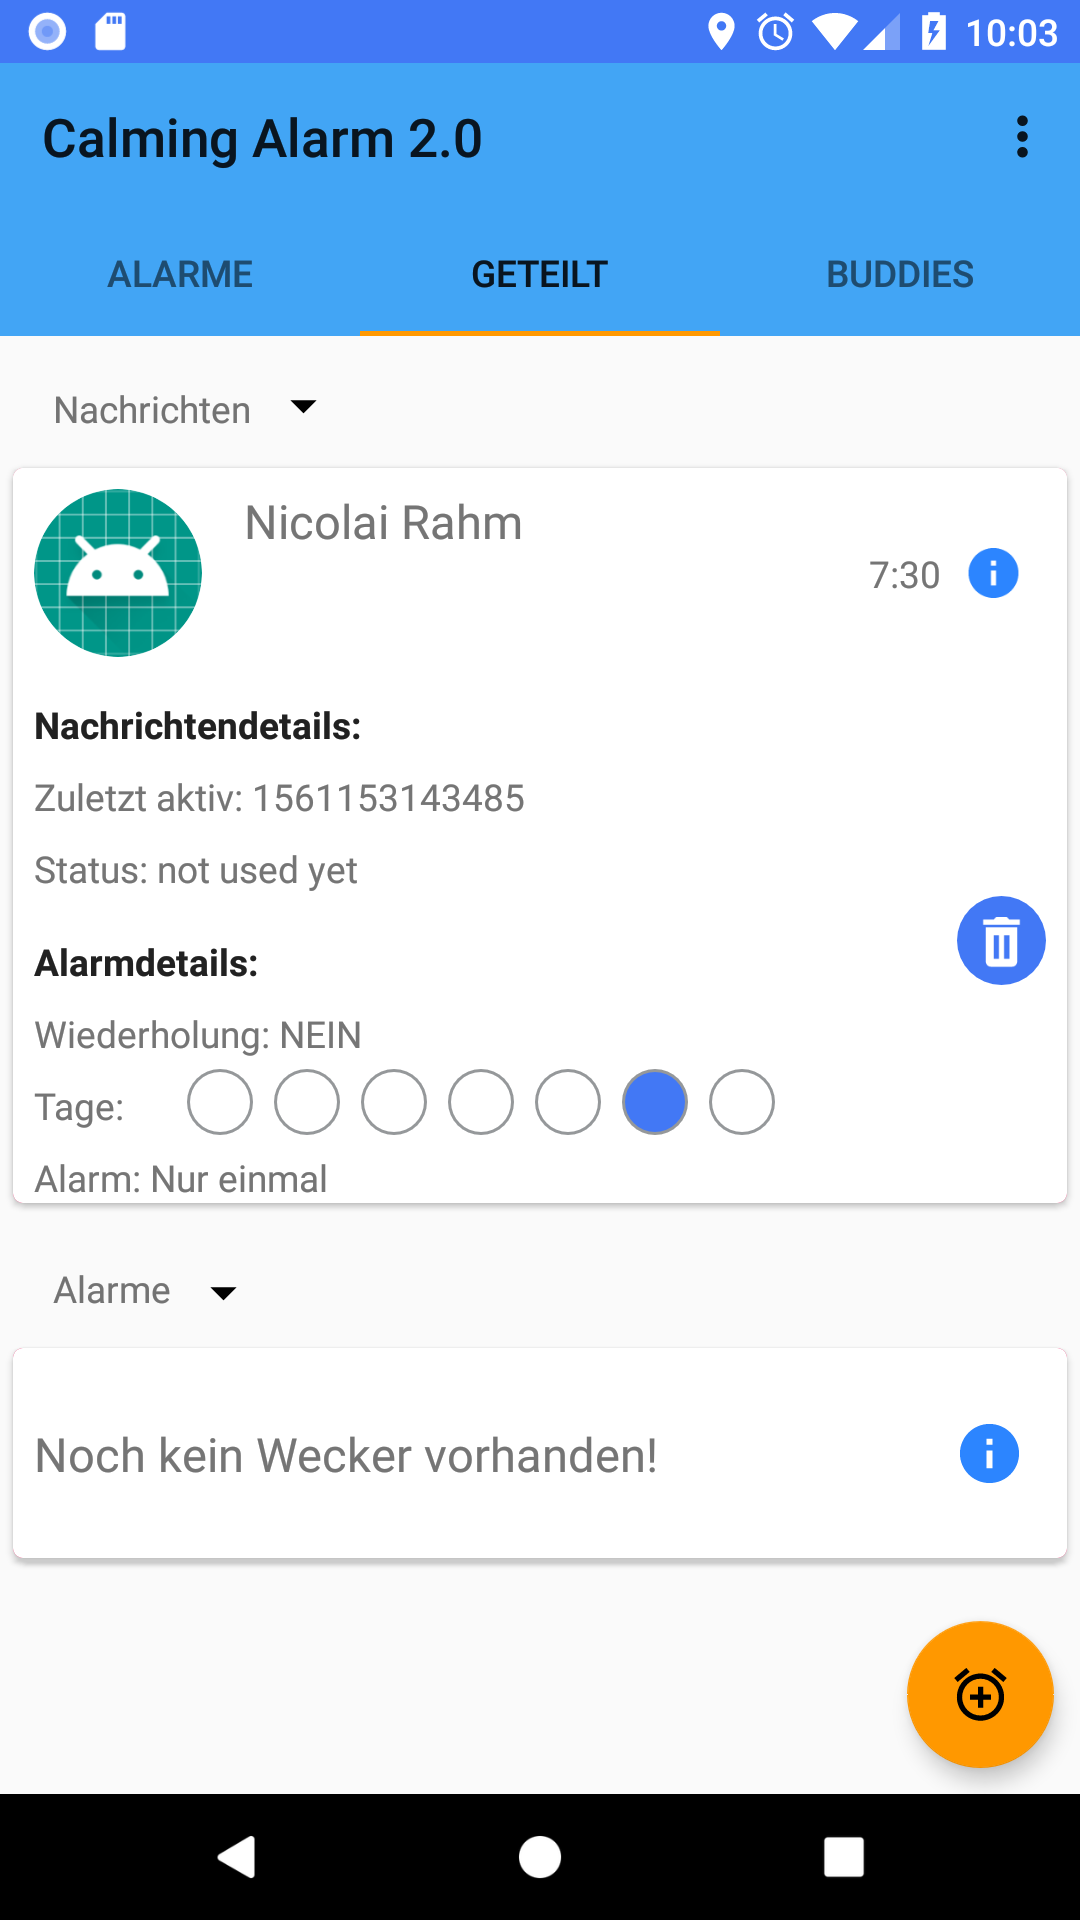 10:03
Calming Alarm 2.0
ALARME GETEILT BUDDIES
Nachrichten
Nicolai Rahm
7:30
Nachrichtendetails:
Zuletzt aktiv: 1561153143485
Status: not used yet
Alarmdetails:
Wiederholung: NEIN
Tage:
Alarm: Nur einmal
Alarme
Noch kein Wecker vorhanden!